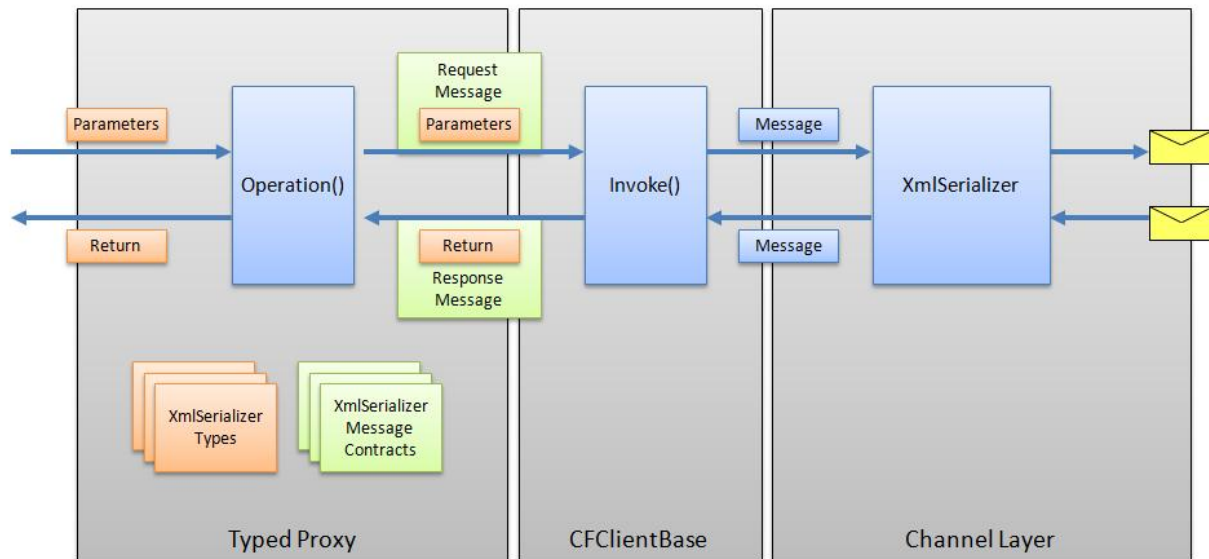 Request
Message
Parameters
Parameters
Message
Operation()
Invoke()
XmlSerializer
Return
Return
Message
Response
Message
XmlSerializer
Types
XmlSerializer
Message
Contracts
Typed Proxy
CFClientBase
Channel Layer